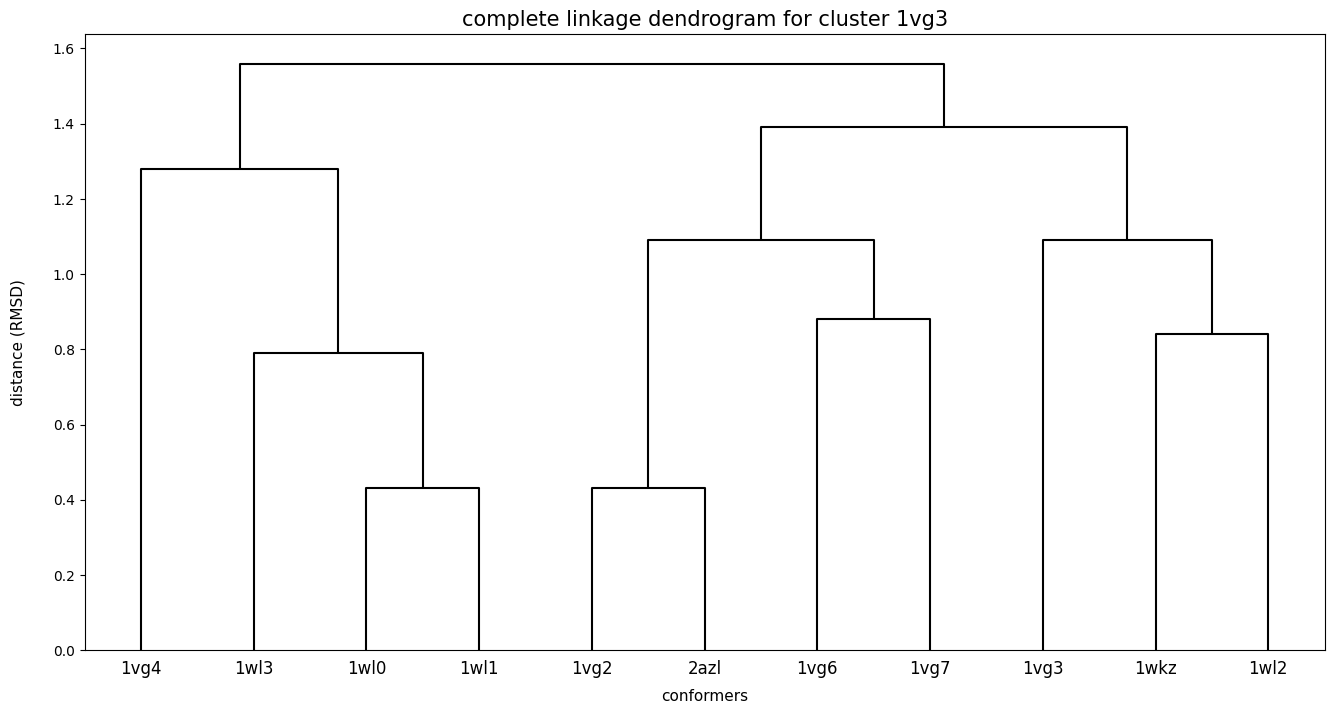 complete linkage dendrogram for cluster 1vg3
1.6
1.4
1.2
1.0
0.8
0.6
0.4
0.2
0.0
distance (RMSD)
1vg4 1wl3 1wl0 1wl1 1vg2 2azl 1vg6 1vg7 1vg3 1wkz 1wl2
conformers